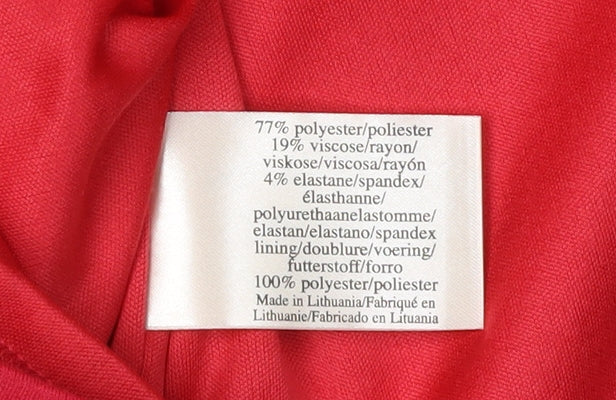 77% polyester/poliester
19% viscose/rayon/
viskose/viscosa/rayón
4% elastane/spandex/
élasthanne/
polyurethaanelastomme/
elastan/elastano/spandex
lining/doublure/voering/
futterstoff/forro
100% polyester/poliester
Made in Lithuania/Fabriqué en
Lithuanie/Fabricado en Lituania